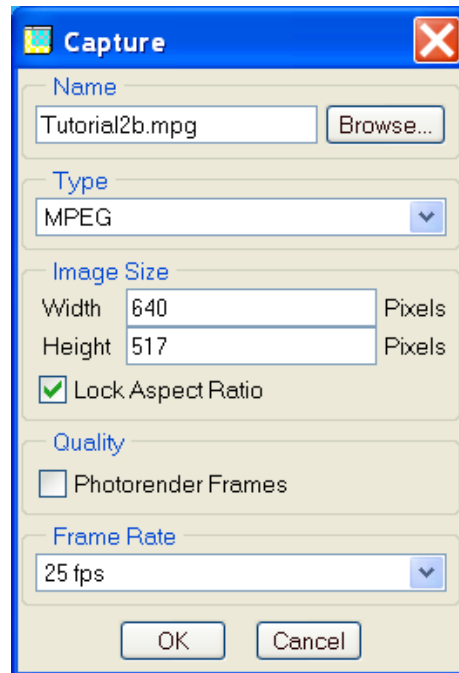 Capture
Name
Tutorial2b.mpg Browse...
Type
MPEG
Image Size
Width 640 Pixels
Height 517 Pixels
Lock Aspect Ratio
Quality
Photorender Frames
Frame Rate
25 fps
OK Cancel